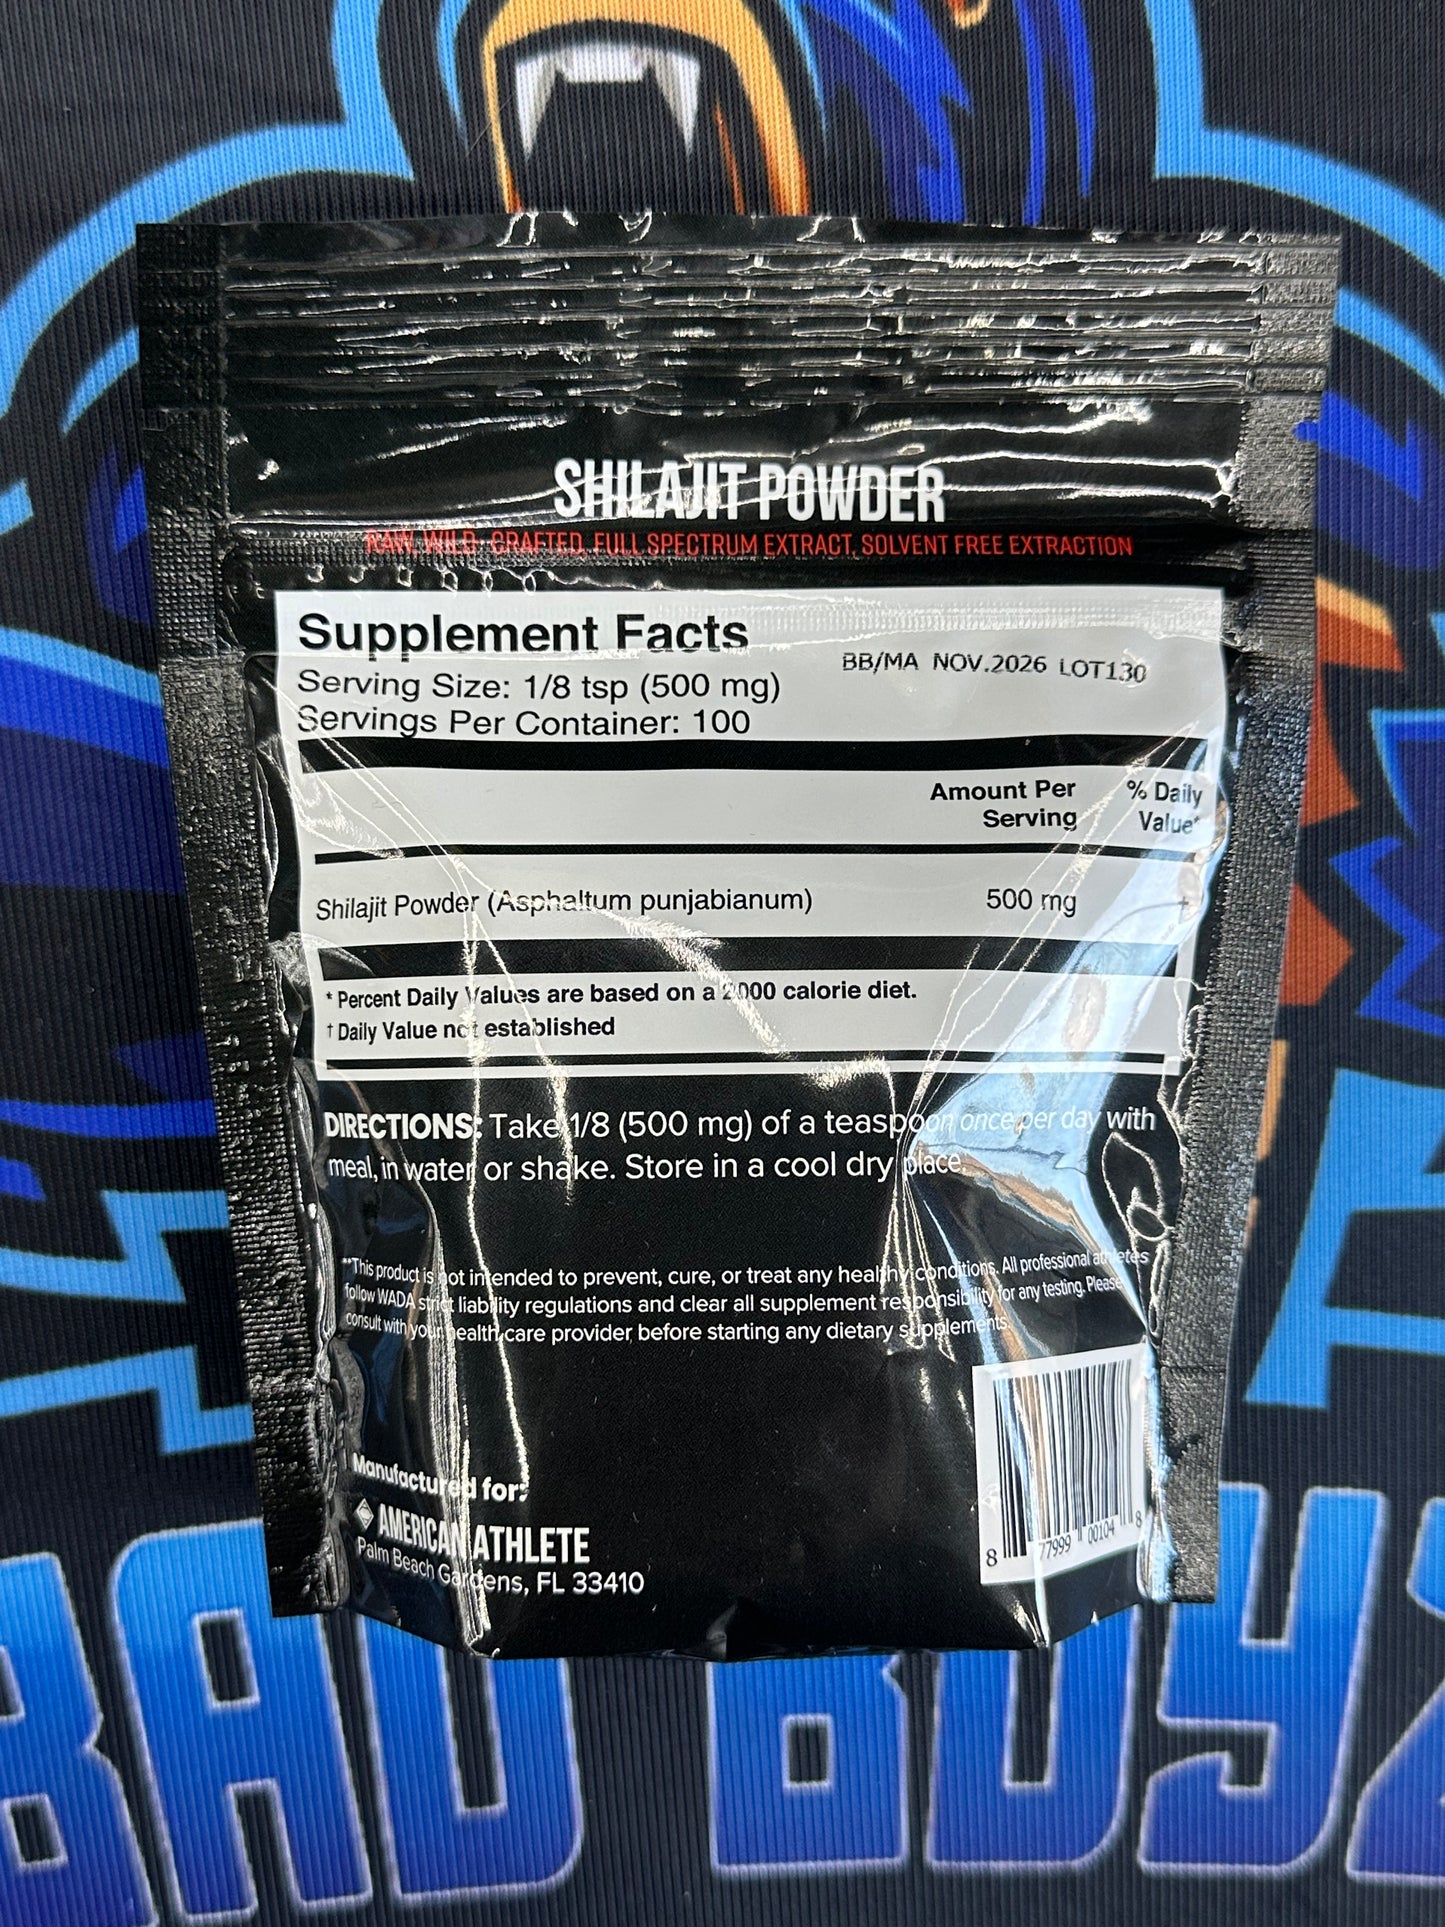 SHILAJIT POWDER
RAW, WILD-CRAFTED, FULL SPECTRUM EXTRACT, SOLVENT FREE EXTRACTION
Supplement Facts
BB/MA NOV.2026 LOT130
Serving Size: 1/8 tsp (500 mg)
Servings Per Container: 100
Amount Per % Daily
Serving Value*
Shilajit Powder (Asphaltum punjabianum) 500 mg †
* Percent Daily Values are based on a 2000 calorie diet.
† Daily Value not established
DIRECTIONS: Take 1/8 (500 mg) of a teaspoon once per day with
meal, in water or shake. Store in a cool dry place.
**This product is not intended to prevent, cure, or treat any healthy conditions. All professional athletes
follow WADA strict liability regulations and clear all supplement responsibility for any testing. Please
consult with your health care provider before starting any dietary supplements.
Manufactured for:
AMERICAN ATHLETE
Palm Beach Gardens, FL 33410
8 77999 00104 8
BAD BOYZ